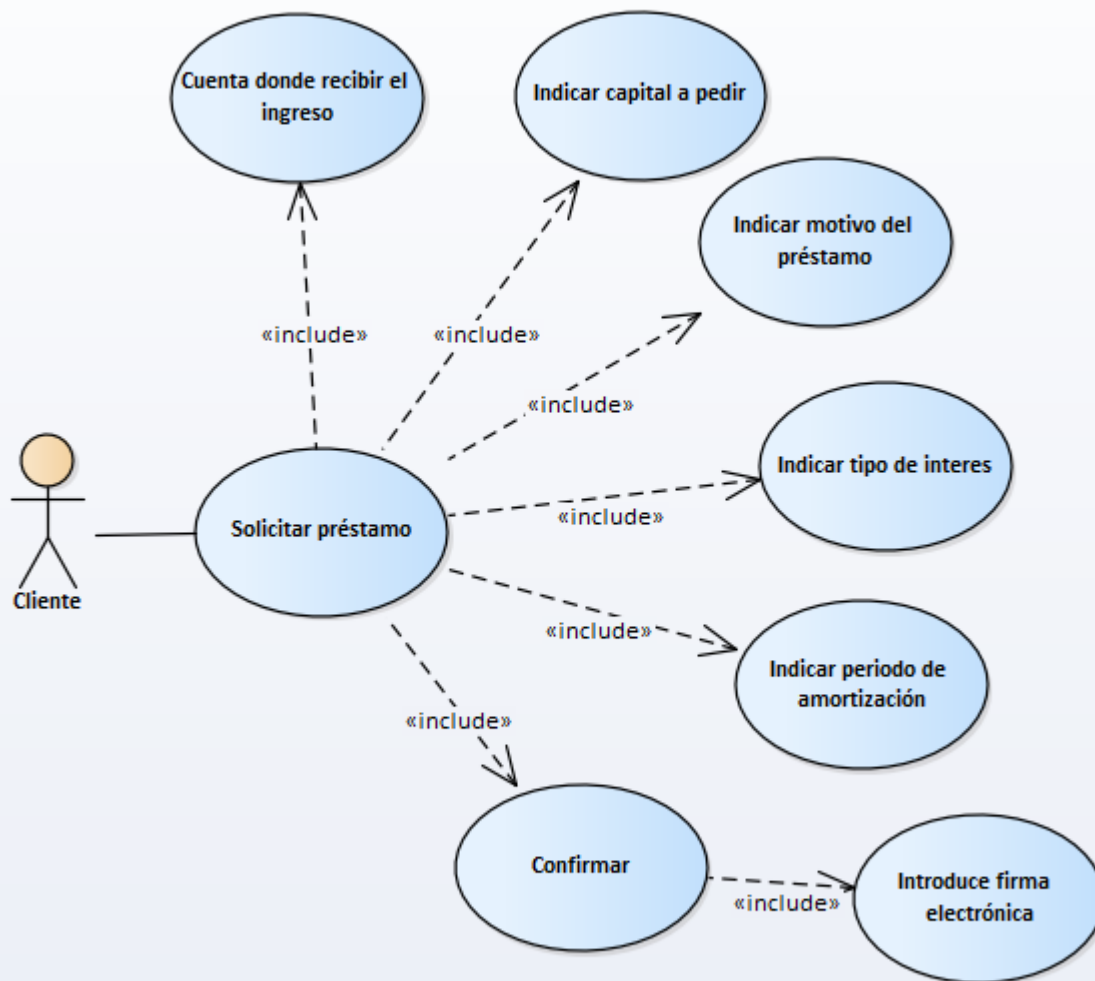 Cuenta donde recibir el
ingreso
Indicar capital a pedir
Indicar motivo del
préstamo
«include»
«include»
«include»
Indicar tipo de interes
«include»
Solicitar préstamo
Cliente
«include»
Indicar periodo de
amortización
«include»
Confirmar
«include»
Introduce firma
electrónica